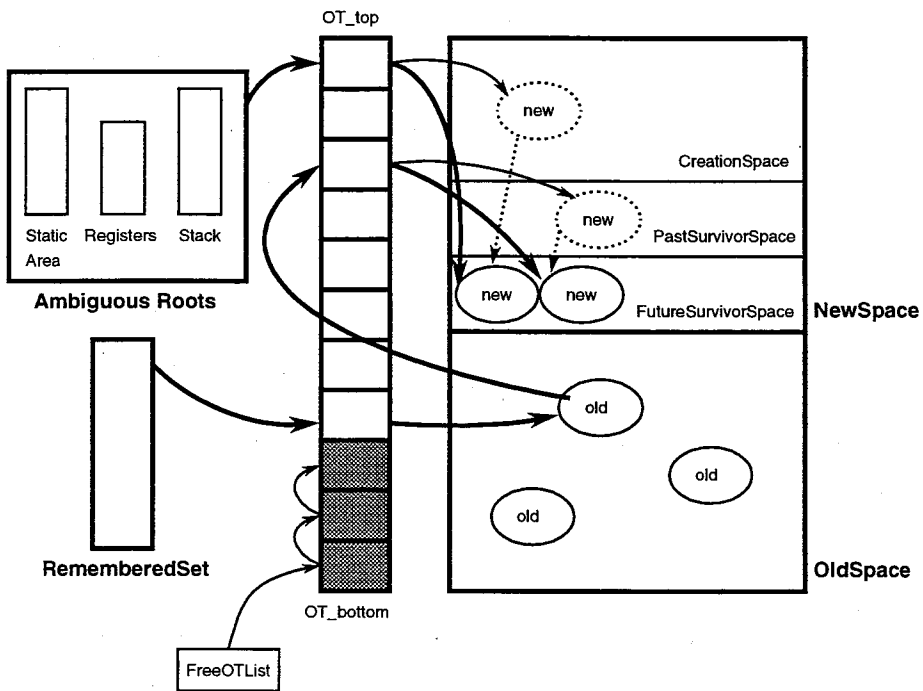 OT_top
new
CreationSpace
new
PastSurvivorSpace
Static
Area
Registers
Stack
Ambiguous Roots
new
new
FutureSurvivorSpace
NewSpace
old
old
old
RememberedSet
OldSpace
OT_bottom
FreeOTList